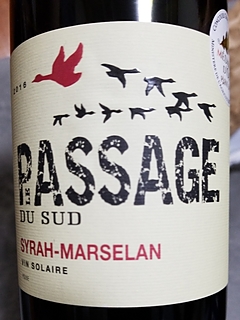 2016
PASSAGE
DU SUD
SYRAH-MARSELAN
VIN SOLAIRE